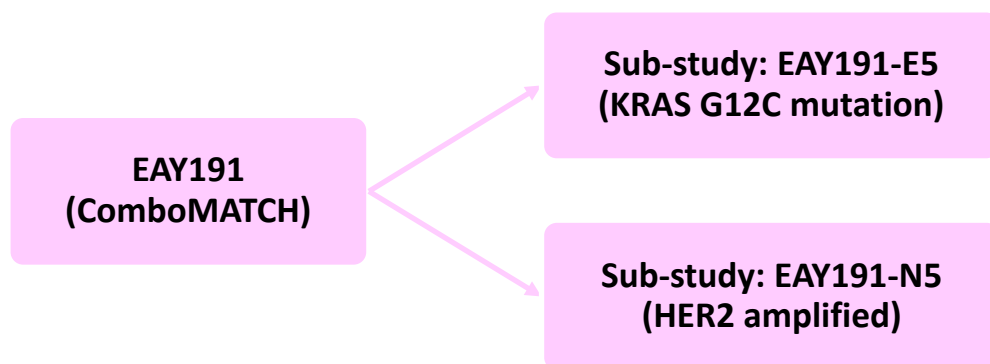 EAY191
(ComboMATCH)
Sub-study: EAY191-E5
(KRAS G12C mutation)
Sub-study: EAY191-N5
(HER2 amplified)